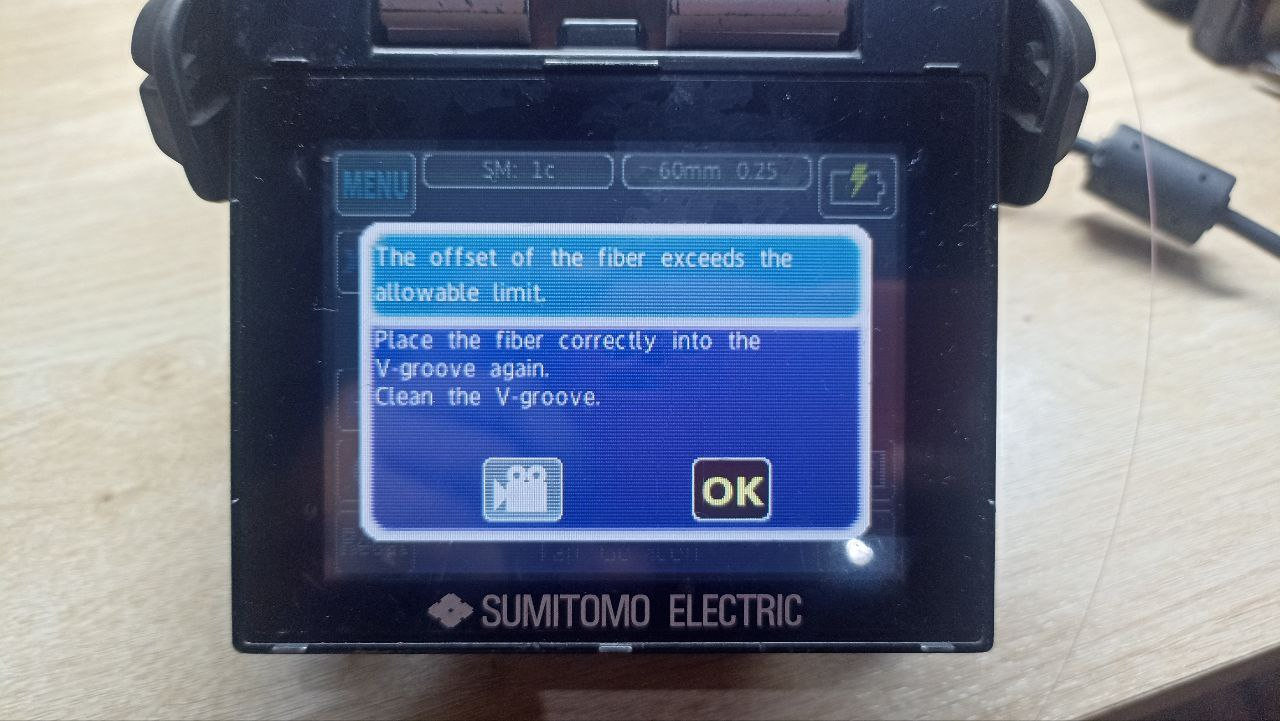 MENU
SM: 1c
60mm 0.25
The offset of the fiber exceeds the
allowable limit.
Place the fiber correctly into the
V-groove again.
Clean the V-groove.
OK
SUMITOMO ELECTRIC